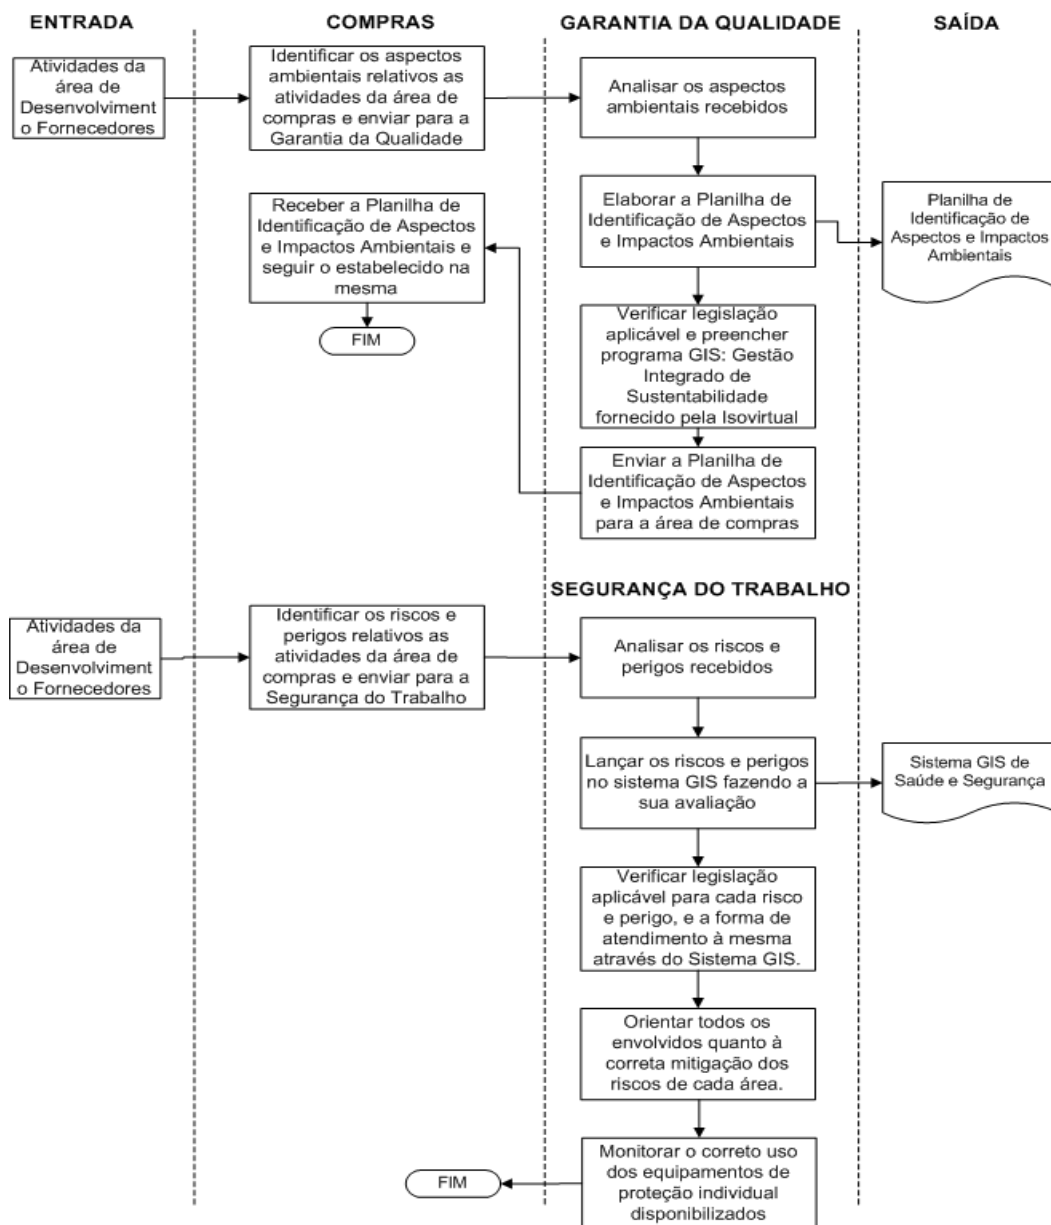 ENTRADA
COMPRAS
GARANTIA DA QUALIDADE
SAÍDA
Atividades da
área de
Desenvolviment
o Fornecedores
Identificar os aspectos
ambientais relativos as
atividades da área de
compras e enviar para a
Garantia da Qualidade
Analisar os aspectos
ambientais recebidos
Receber a Planilha de
Identificação de Aspectos
e Impactos Ambientais e
seguir o estabelecido na
mesma
FIM
Elaborar a Planilha de
Identificação de Aspectos
e Impactos Ambientais
Planilha de
Identificação de
Aspectos e Impactos
Ambientais
Verificar legislação
aplicável e preencher
programa GIS: Gestão
Integrado de
Sustentabilidade
fornecido pela Isovirtual
Enviar a Planilha de
Identificação de Aspectos
e Impactos Ambientais
para a área de compras
SEGURANÇA DO TRABALHO
Atividades da
área de
Desenvolviment
o Fornecedores
Identificar os riscos e
perigos relativos as
atividades da área de
compras e enviar para a
Segurança do Trabalho
Analisar os riscos e
perigos recebidos
Lançar os riscos e perigos
no sistema GIS fazendo a
sua avaliação
Sistema GIS de
Saúde e Segurança
Verificar legislação
aplicável para cada risco
e perigo, e a forma de
atendimento à mesma
através do Sistema GIS.
Orientar todos os
envolvidos quanto à
correta mitigação dos
riscos de cada área.
Monitorar o correto uso
dos equipamentos de
proteção individual
disponibilizados
FIM